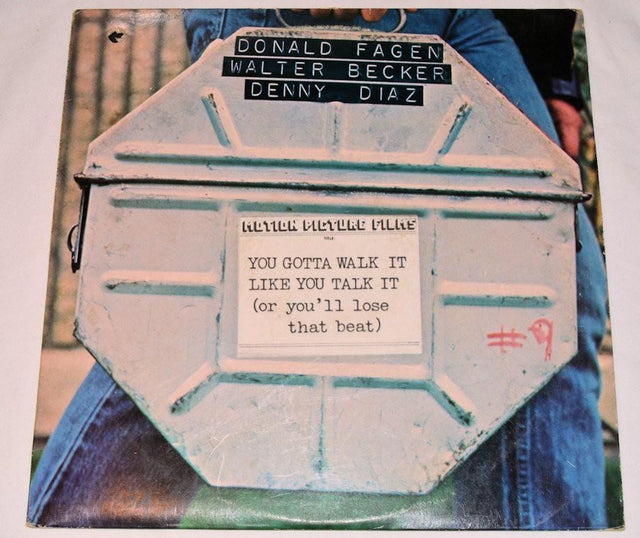 DONALD FAGEN
WALTER BECKER
DENNY DIAZ
MOTION PICTURE FILMS
TITLE
YOU GOTTA WALK IT
LIKE YOU TALK IT
(or you'll lose
that beat)
#9